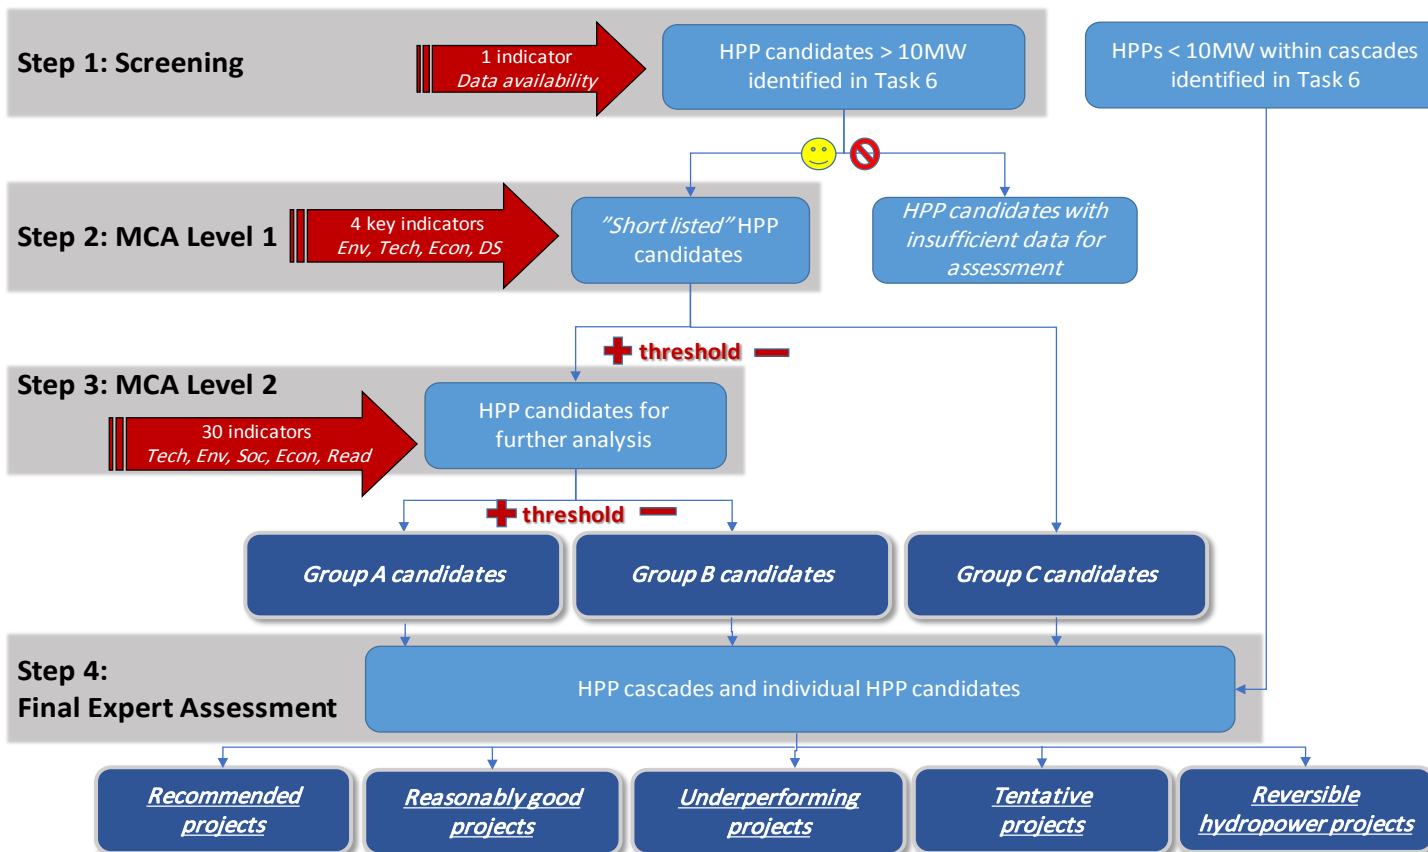 Step 1: Screening
1 indicator
Data availability
HPP candidates > 10MW
identified in Task 6
HPPs < 10MW within cascades
identified in Task 6
Step 2: MCA Level 1
4 key indicators
Env, Tech, Econ, DS
”Short listed” HPP
candidates
HPP candidates with
insufficient data for
assessment
threshold
Step 3: MCA Level 2
30 indicators
Tech, Env, Soc, Econ, Read
HPP candidates for
further analysis
threshold
Group A candidates
Group B candidates
Group C candidates
Step 4:
Final Expert Assessment
HPP cascades and individual HPP candidates
Recommended
projects
Reasonably good
projects
Underperforming
projects
Tentative
projects
Reversible
hydropower projects